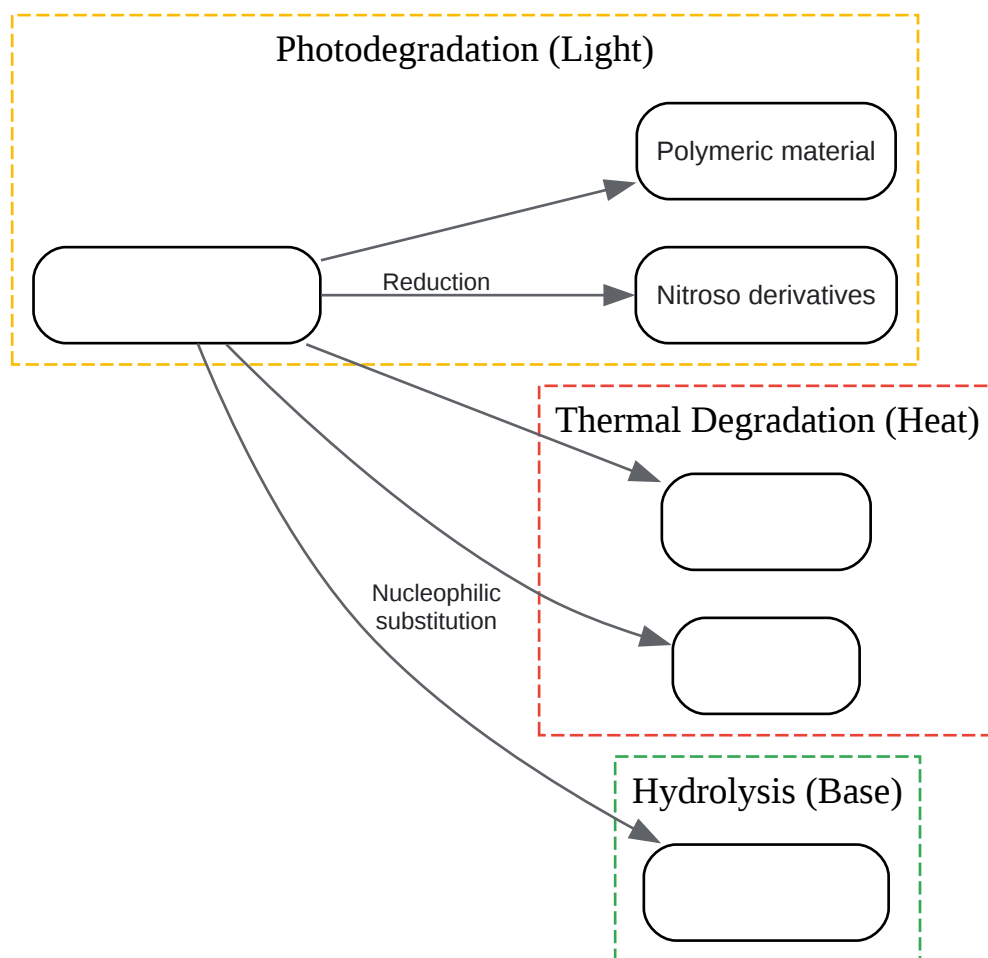 Photodegradation (Light)
Polymeric material
Reduction
Nitroso derivatives
Thermal Degradation (Heat)
Nucleophilic
substitution
Hydrolysis (Base)